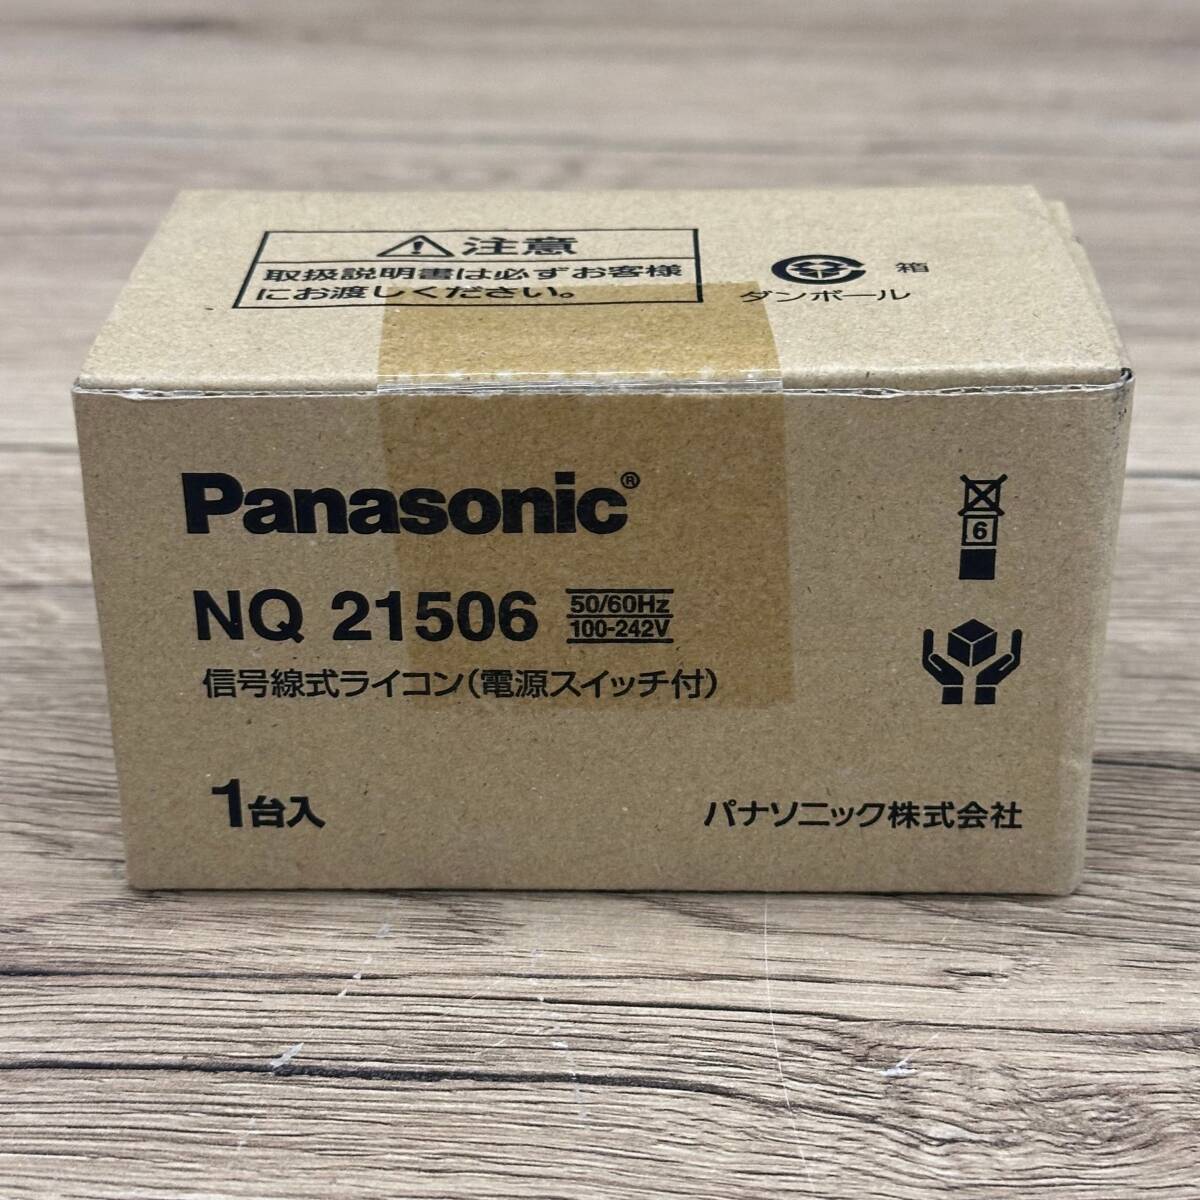 ⚠注意
取扱説明書は必ずお客様
にお渡しください。
箱
ダンボール
Panasonic®
6
NQ 21506
50/60Hz
100-242V
信号線式ライコン(電源スイッチ付)
1台入
パナソニック株式会社